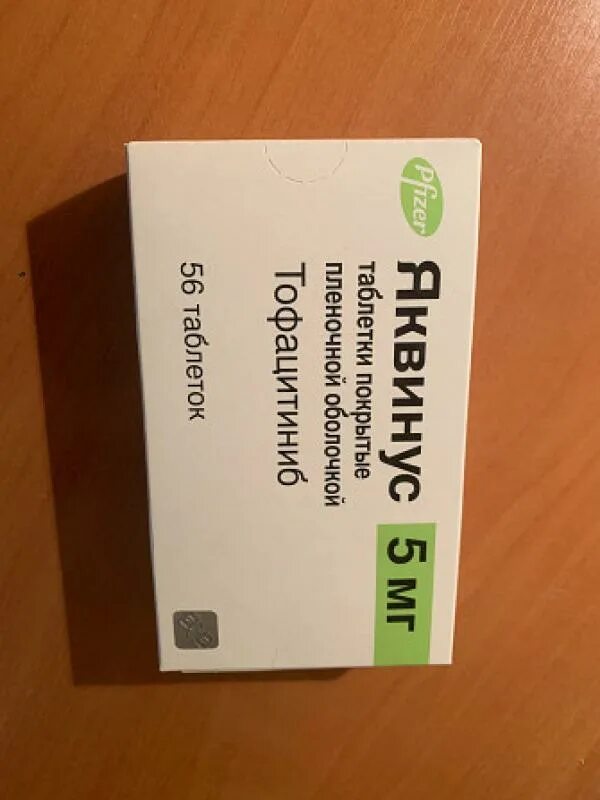 Pfizer
Яквинус 5 мг
таблетки покрытые
пленочной оболочкой
Тофацитиниб
56 таблеток